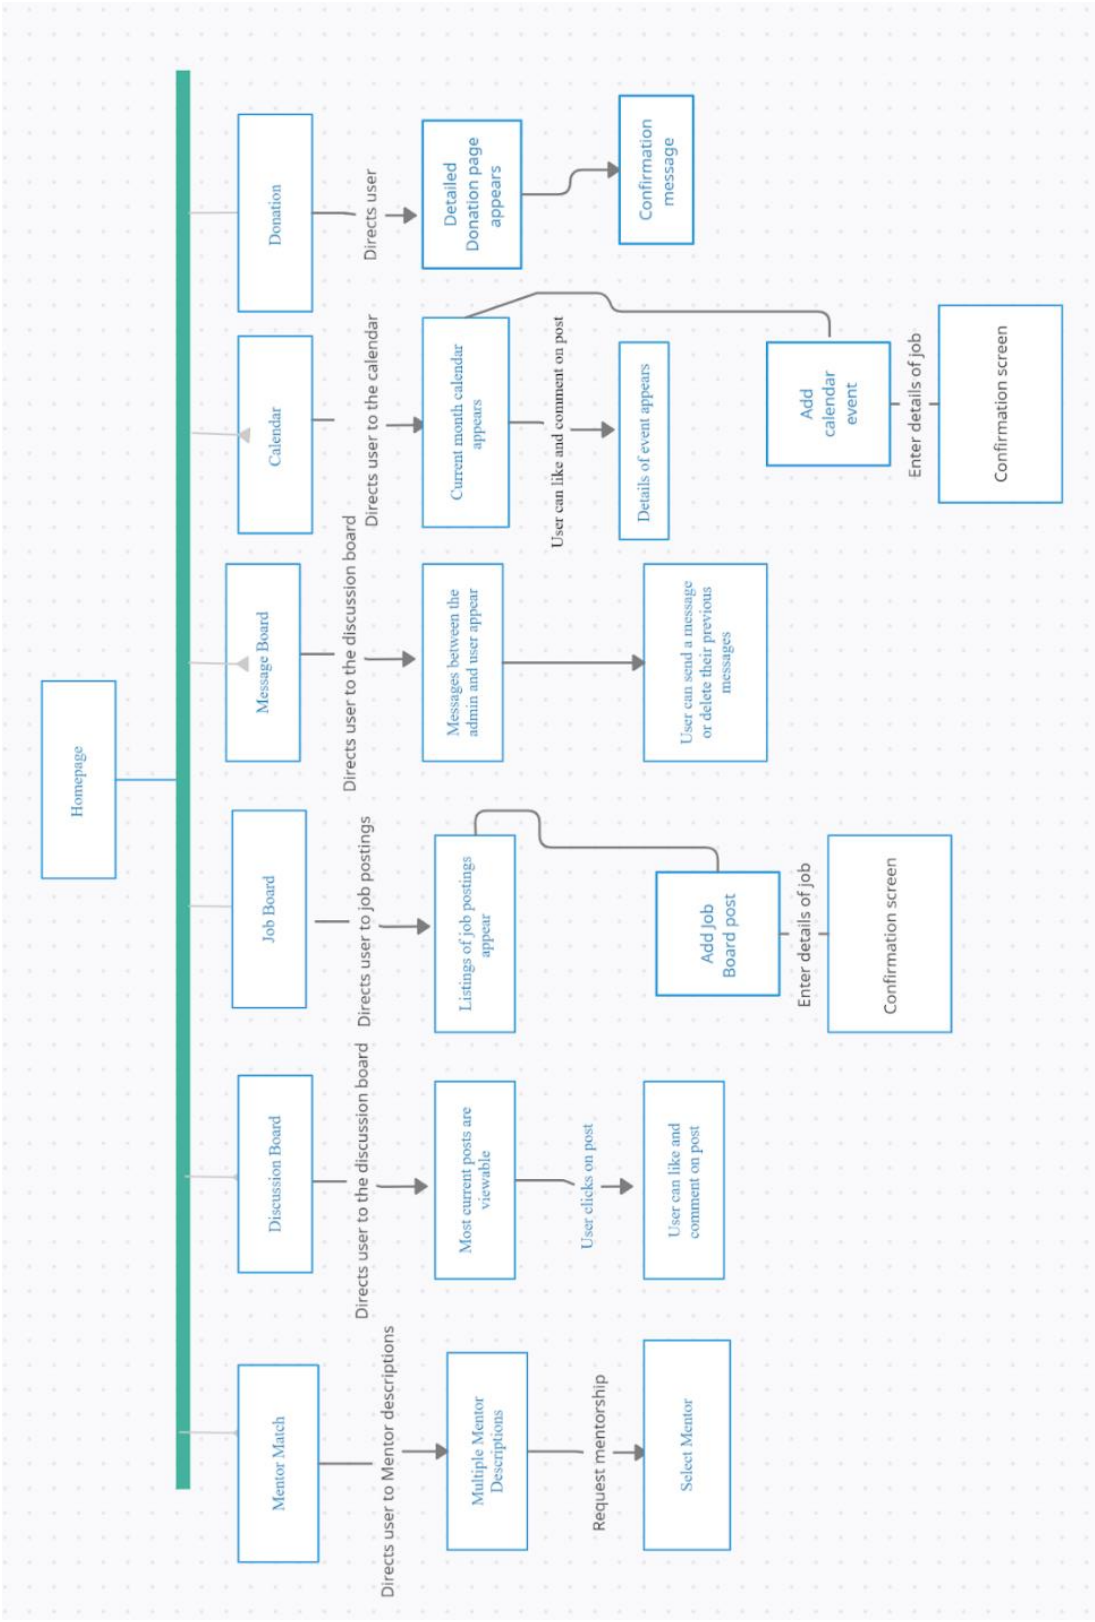 Homepage
Mentor Match
Directs user to Mentor descriptions
Multiple Mentor
Descriptions
Request mentorship
Select Mentor
Discussion Board
Directs user to the discussion board
Most current posts are
viewable
User clicks on post
User can like and
comment on post
Job Board
Directs user to job postings
Listings of job postings
appear
Add Job
Board post
Enter details of job
Confirmation screen
Message Board
Directs user to the discussion board
Messages between the
admin and user appear
User can send a message
or delete their previous
messages
Calendar
Directs user to the calendar
Current month calendar
appears
User can like and comment on post
Details of event appears
Add
calendar
event
Enter details of job
Confirmation screen
Donation
Directs user
Detailed
Donation page
appears
Confirmation
message